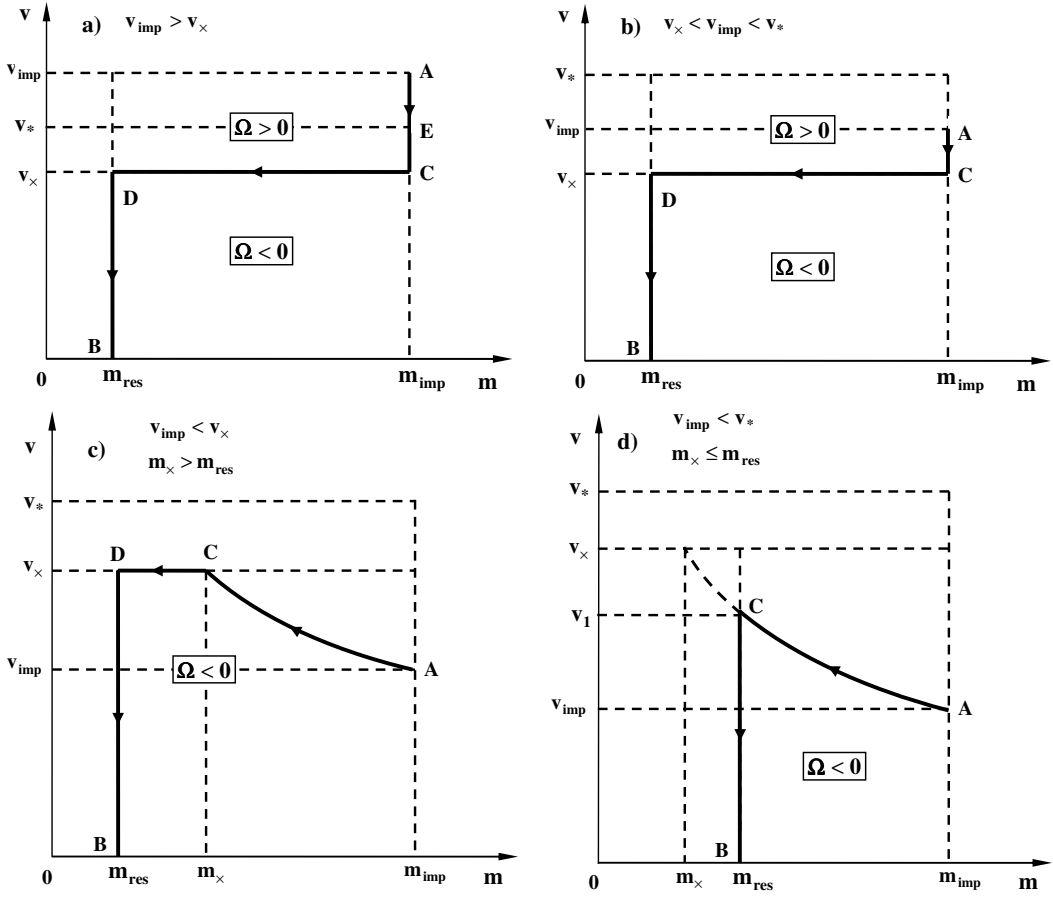 v
a) v_imp > v_×
v_imp
A
Ω > 0
v_*
E
v_×
C
D
Ω < 0
B
0
m_res
m_imp
m
v
b) v_× < v_imp < v_*
v_*
v_imp
Ω > 0
A
v_×
C
D
Ω < 0
B
0
m_res
m_imp
m
v
c)
v_imp < v_×
m_× > m_res
v_*
D
C
v_×
v_imp
Ω < 0
A
B
0
m_res
m_×
m_imp
m
v
d)
v_imp < v_*
m_× ≤ m_res
v_*
v_×
C
v_1
v_imp
A
Ω < 0
B
0
m_×
m_res
m_imp
m